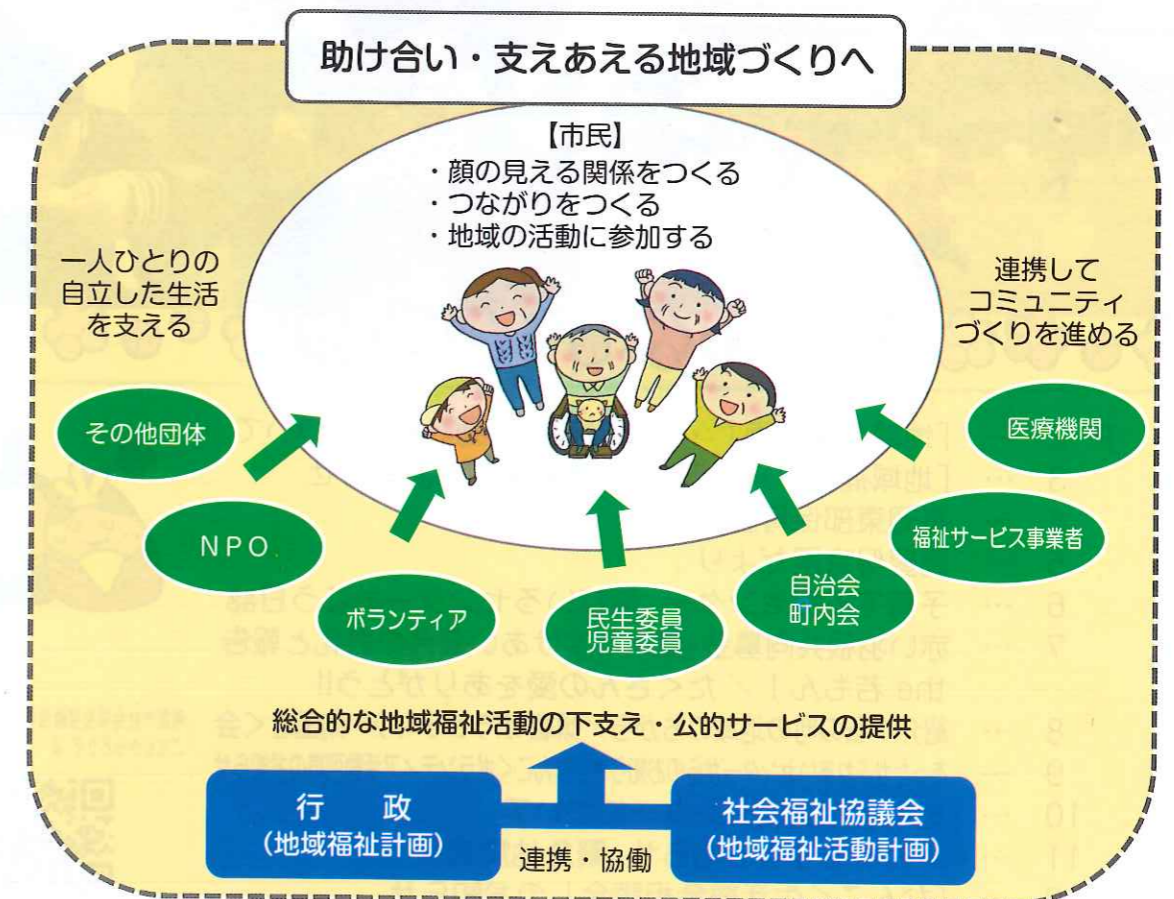 助け合い・支えあえる地域づくりへ
【市民】
・顔の見える関係をつくる
・つながりをつくる
・地域の活動に参加する
一人ひとりの
自立した生活
を支える
連携して
コミュニティ
づくりを進める
その他団体
NPO
ボランティア
民生委員
児童委員
自治会
町内会
福祉サービス事業者
医療機関
総合的な地域福祉活動の下支え・公的サービスの提供
行　政
(地域福祉計画)
連携・協働
社会福祉協議会
(地域福祉活動計画)